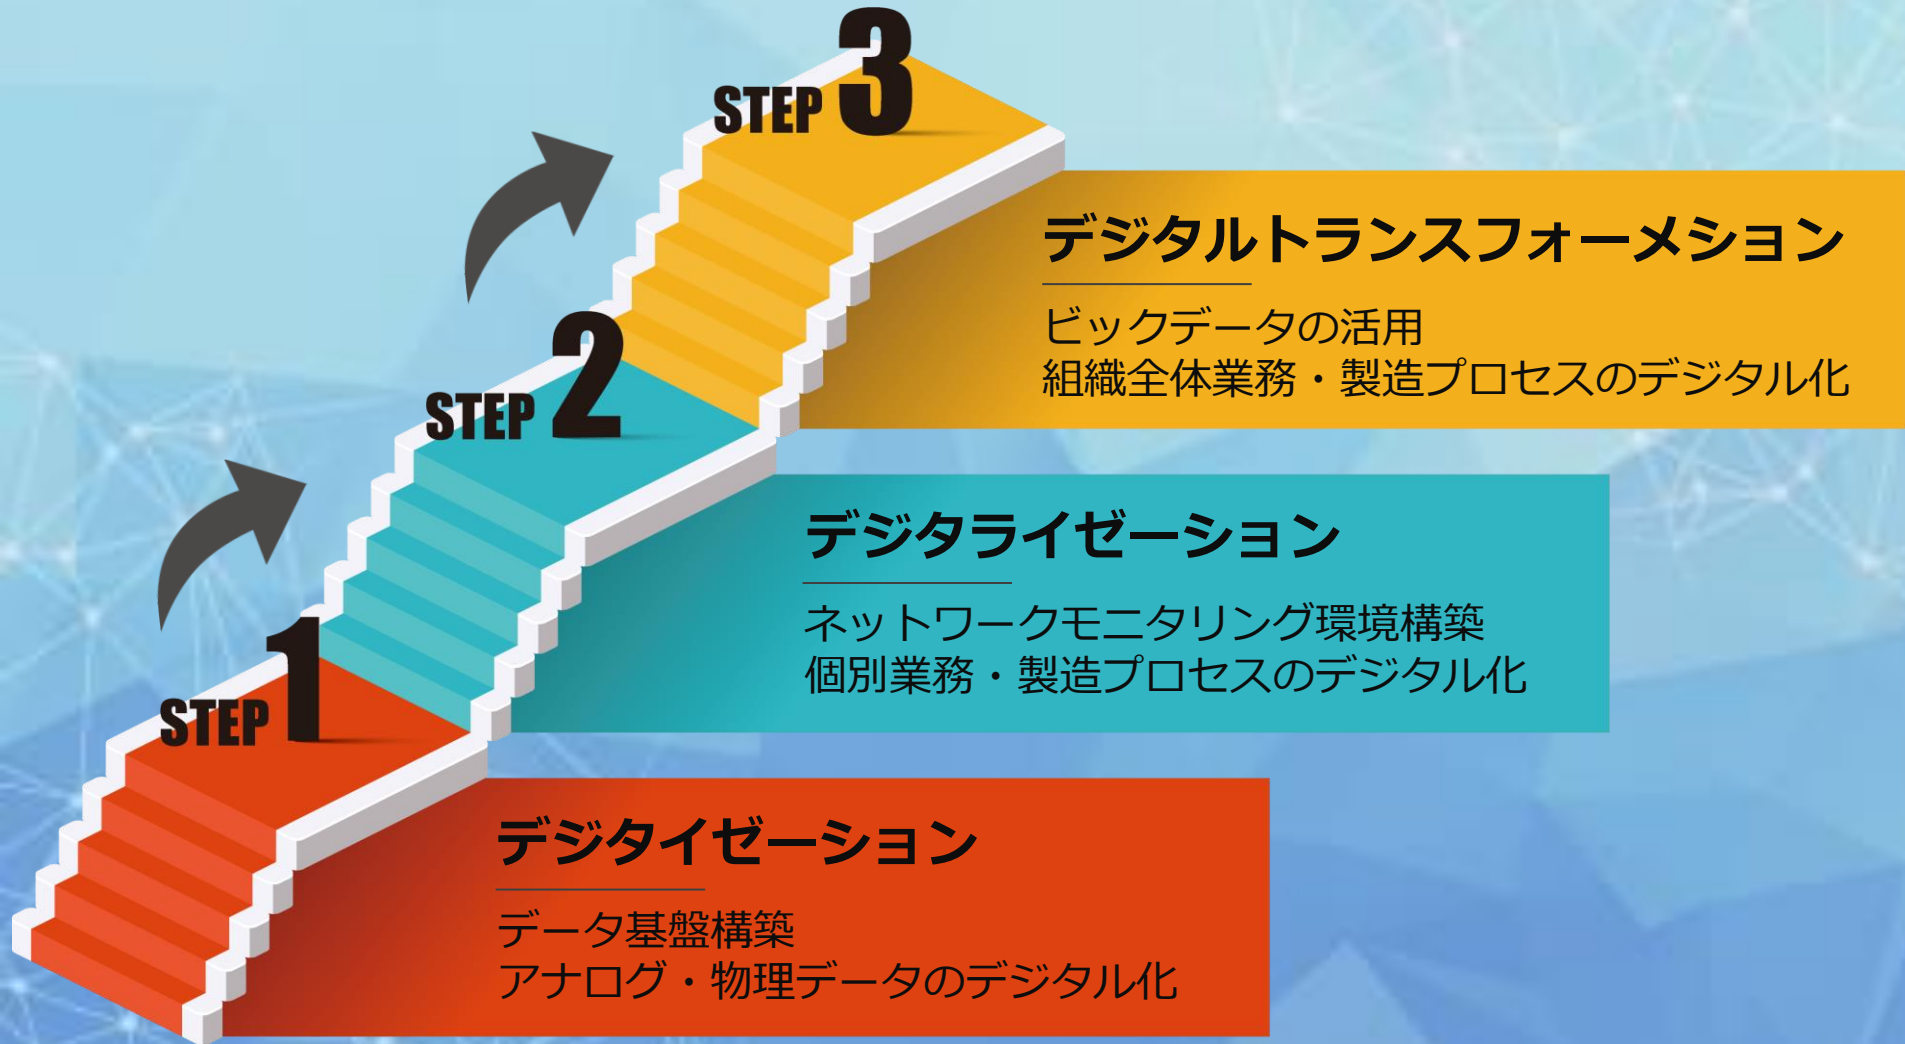 STEP 3
デジタルトランスフォーメション
ビックデータの活用
組織全体業務・製造プロセスのデジタル化
STEP 2
デジタライゼーション
ネットワークモニタリング環境構築
個別業務・製造プロセスのデジタル化
STEP 1
デジタイゼーション
データ基盤構築
アナログ・物理データのデジタル化